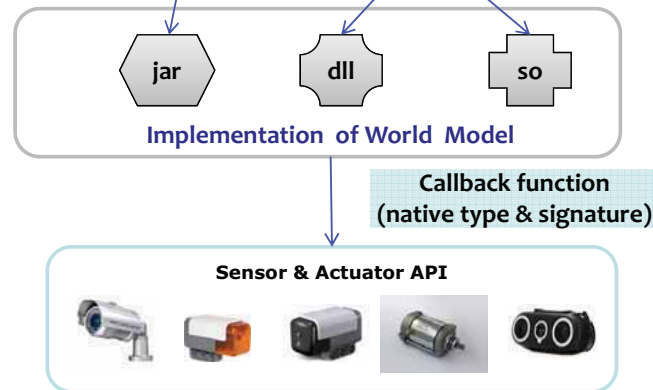 jar
dll
so
Implementation of World Model
Callback function
(native type & signature)
Sensor & Actuator API